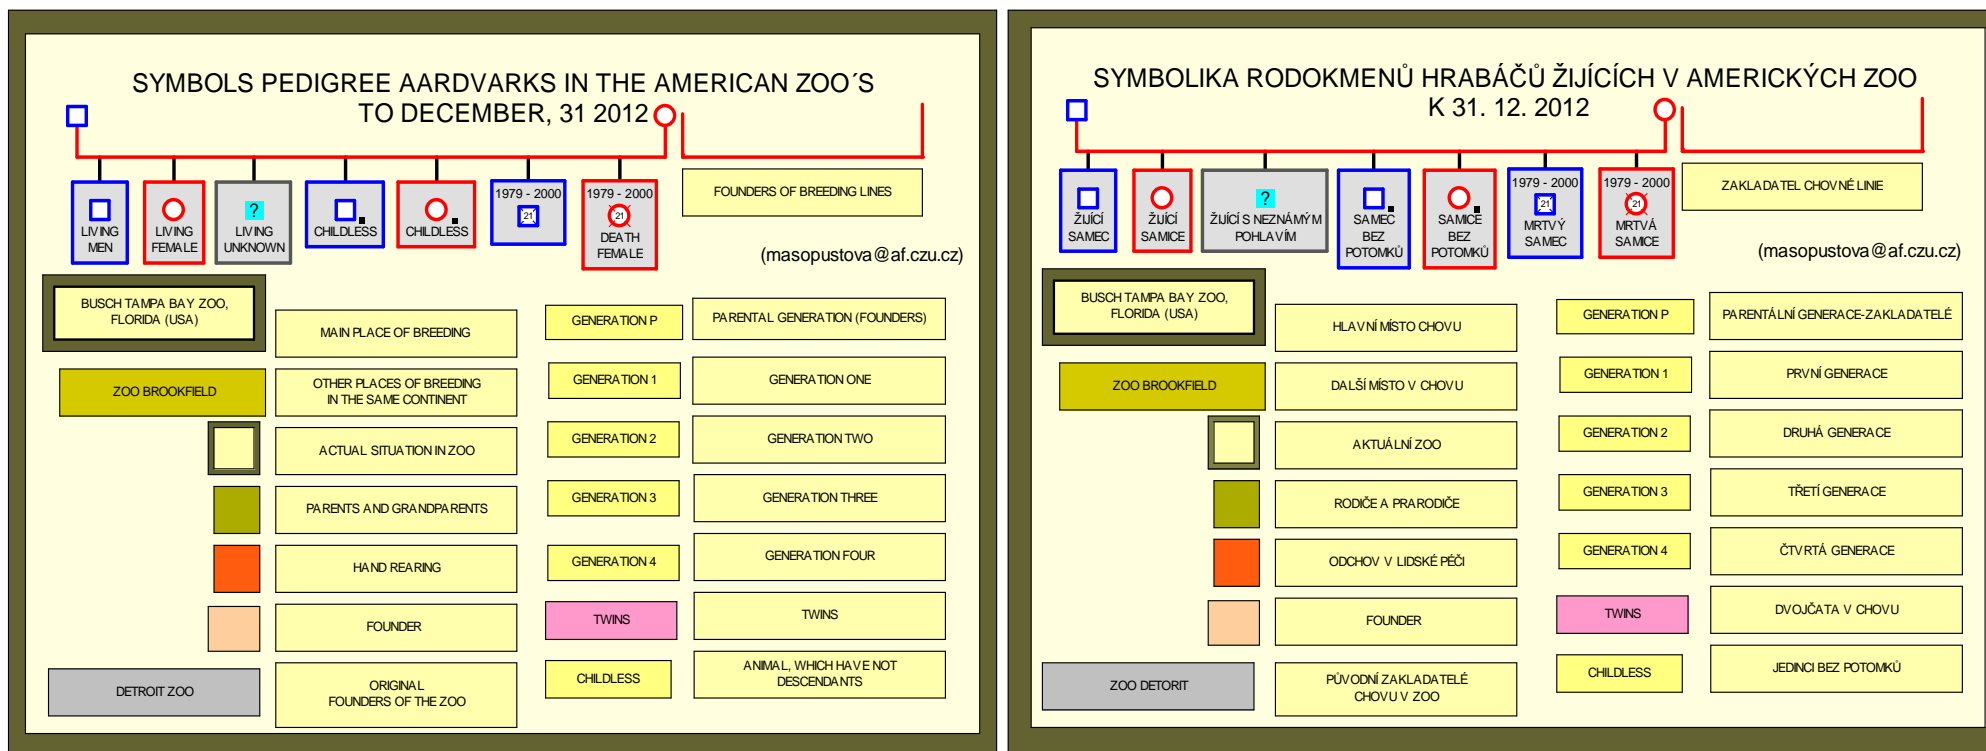 SYMBOLS PEDIGREE AARDVARKS IN THE AMERICAN ZOO´S
TO DECEMBER, 31 2012
LIVING
MEN
LIVING
FEMALE
?
LIVING
UNKNOWN
CHILDLESS
CHILDLESS
1979 - 2000
21
1979 - 2000
21
DEATH
FEMALE
FOUNDERS OF BREEDING LINES
(masopustova@af.czu.cz)
BUSCH TAMPA BAY ZOO,
FLORIDA (USA)
MAIN PLACE OF BREEDING
ZOO BROOKFIELD
OTHER PLACES OF BREEDING
IN THE SAME CONTINENT
ACTUAL SITUATION IN ZOO
PARENTS AND GRANDPARENTS
HAND REARING
FOUNDER
DETROIT ZOO
ORIGINAL
FOUNDERS OF THE ZOO
GENERATION P
PARENTAL GENERATION (FOUNDERS)
GENERATION 1
GENERATION ONE
GENERATION 2
GENERATION TWO
GENERATION 3
GENERATION THREE
GENERATION 4
GENERATION FOUR
TWINS
TWINS
CHILDLESS
ANIMAL, WHICH HAVE NOT
DESCENDANTS
SYMBOLIKA RODOKMENŮ HRABÁČŮ ŽIJÍCÍCH V AMERICKÝCH ZOO
K 31. 12. 2012
ŽIJÍCÍ
SAMEC
ŽIJÍCÍ
SAMICE
?
ŽIJÍCÍ S NEZNÁMÝM
POHLAVÍM
SAMEC
BEZ
POTOMKŮ
SAMICE
BEZ
POTOMKŮ
1979 - 2000
21
MRTVÝ
SAMEC
1979 - 2000
21
MRTVÁ
SAMICE
ZAKLADATEL CHOVNÉ LINIE
(masopustova@af.czu.cz)
BUSCH TAMPA BAY ZOO,
FLORIDA (USA)
HLAVNÍ MÍSTO CHOVU
ZOO BROOKFIELD
DALŠÍ MÍSTO V CHOVU
AKTUÁLNÍ ZOO
RODIČE A PRARODIČE
ODCHOV V LIDSKÉ PÉČI
FOUNDER
ZOO DETORIT
PŮVODNÍ ZAKLADATELÉ
CHOVU V ZOO
GENERATION P
PARENTÁLNÍ GENERACE-ZAKLADATELÉ
GENERATION 1
PRVNÍ GENERACE
GENERATION 2
DRUHÁ GENERACE
GENERATION 3
TŘETÍ GENERACE
GENERATION 4
ČTVRTÁ GENERACE
TWINS
DVOJČATA V CHOVU
CHILDLESS
JEDINCI BEZ POTOMKŮ